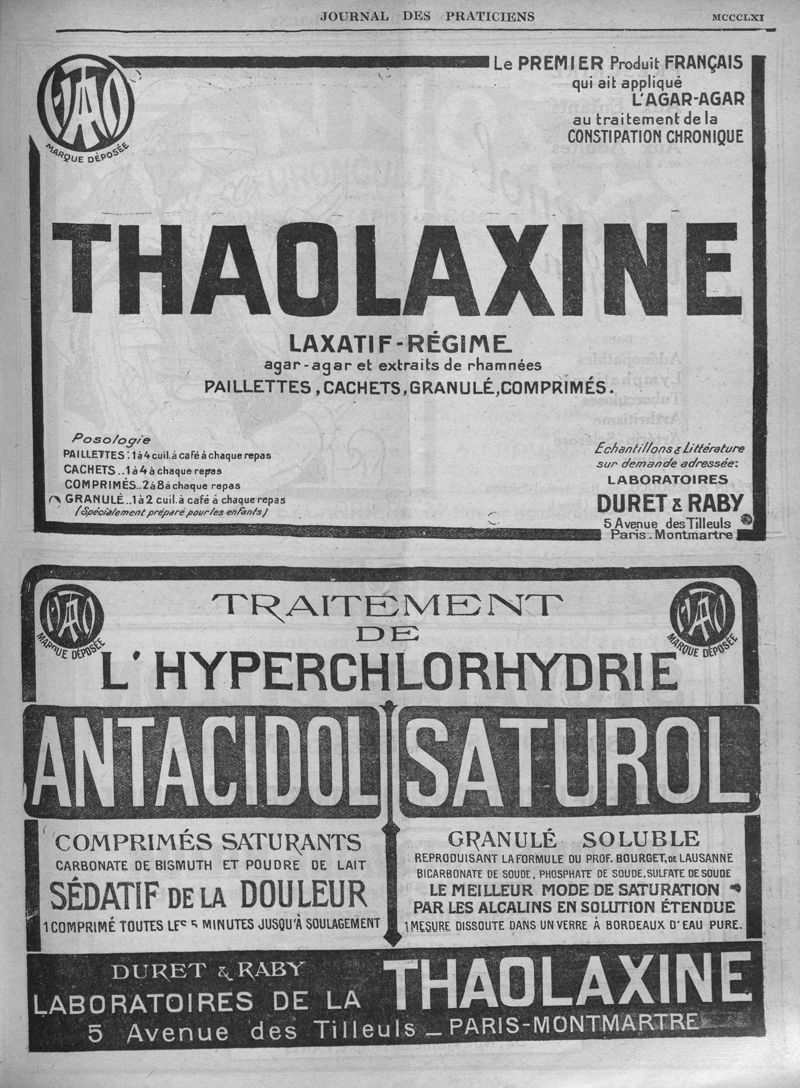 JOURNAL DES PRATICIENS
MCCCLXI
THAO
MARQUE DÉPOSÉE
Le PREMIER Produit FRANÇAIS
qui ait appliqué
L'AGAR-AGAR
au traitement de la
CONSTIPATION CHRONIQUE
THAOLAXINE
LAXATIF-RÉGIME
agar-agar et extraits de rhamnées
PAILLETTES, CACHETS, GRANULÉ, COMPRIMÉS.
Posologie
PAILLETTES: 1 à 4 cuil. à café à chaque repas
CACHETS .. 1 à 4 à chaque repas
COMPRIMÉS.. 2 à 8 à chaque repas
GRANULÉ .. 1 à 2 cuil. à café à chaque repas
(Spécialement préparé pour les enfants)
Echantillons & Littérature
sur demande adressée:
LABORATOIRES
DURET & RABY
5 Avenue des Tilleuls
Paris - Montmartre
THAO
MARQUE DÉPOSÉE
TRAITEMENT
DE
L'HYPERCHLORHYDRIE
THAO
MARQUE DÉPOSÉE
ANTACIDOL
COMPRIMÉS SATURANTS
CARBONATE DE BISMUTH ET POUDRE DE LAIT
SÉDATIF DE LA DOULEUR
1 COMPRIMÉ TOUTES LES 5 MINUTES JUSQU'À SOULAGEMENT
SATUROL
GRANULÉ SOLUBLE
REPRODUISANT LA FORMULE DU PROF. BOURGET, DE LAUSANNE
BICARBONATE DE SOUDE, PHOSPHATE DE SOUDE, SULFATE DE SOUDE
LE MEILLEUR MODE DE SATURATION
PAR LES ALCALINS EN SOLUTION ÉTENDUE
1 MESURE DISSOUTE DANS UN VERRE À BORDEAUX D'EAU PURE.
DURET & RABY
LABORATOIRES DE LA THAOLAXINE
5 Avenue des Tilleuls _ PARIS-MONTMARTRE